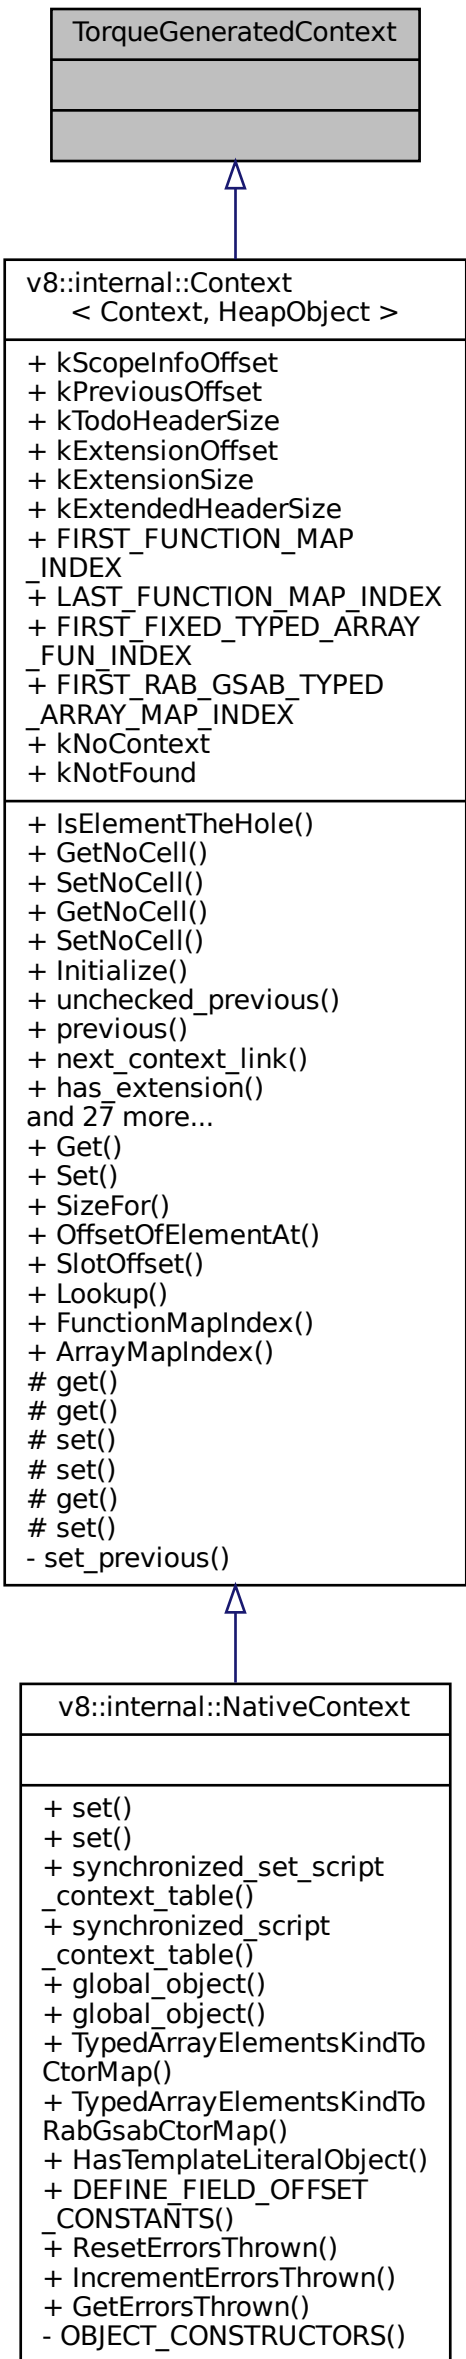 TorqueGeneratedContext
v8::internal::Context
< Context, HeapObject >
+ kScopeInfoOffset
+ kPreviousOffset
+ kTodoHeaderSize
+ kExtensionOffset
+ kExtensionSize
+ kExtendedHeaderSize
+ FIRST_FUNCTION_MAP
_INDEX
+ LAST_FUNCTION_MAP_INDEX
+ FIRST_FIXED_TYPED_ARRAY
_FUN_INDEX
+ FIRST_RAB_GSAB_TYPED
_ARRAY_MAP_INDEX
+ kNoContext
+ kNotFound
+ IsElementTheHole()
+ GetNoCell()
+ SetNoCell()
+ GetNoCell()
+ SetNoCell()
+ Initialize()
+ unchecked_previous()
+ previous()
+ next_context_link()
+ has_extension()
and 27 more...
+ Get()
+ Set()
+ SizeFor()
+ OffsetOfElementAt()
+ SlotOffset()
+ Lookup()
+ FunctionMapIndex()
+ ArrayMapIndex()
# get()
# get()
# set()
# set()
# get()
# set()
- set_previous()
v8::internal::NativeContext
+ set()
+ set()
+ synchronized_set_script
_context_table()
+ synchronized_script
_context_table()
+ global_object()
+ global_object()
+ TypedArrayElementsKindTo
CtorMap()
+ TypedArrayElementsKindTo
RabGsabCtorMap()
+ HasTemplateLiteralObject()
+ DEFINE_FIELD_OFFSET
_CONSTANTS()
+ ResetErrorsThrown()
+ IncrementErrorsThrown()
+ GetErrorsThrown()
- OBJECT_CONSTRUCTORS()